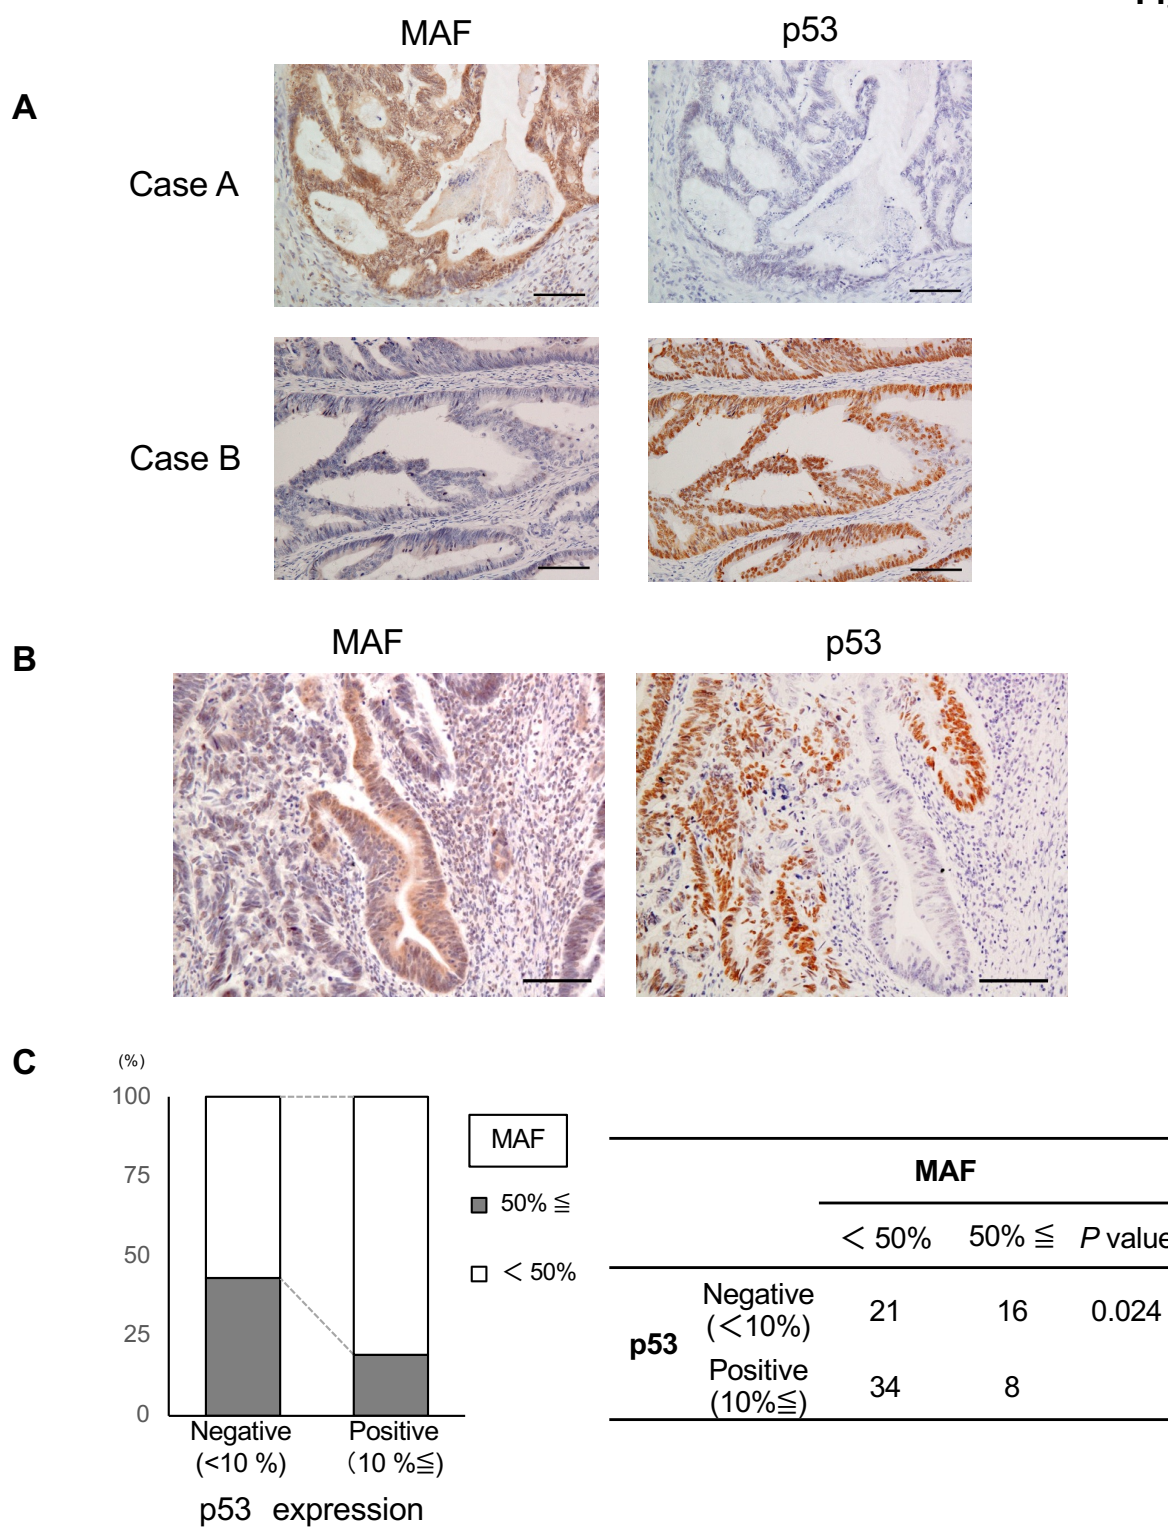 MAF p53
A
Case A
Case B
B
MAF p53
C
(%)
100
75
50
25
0
Negative
(<10 %)
Positive
(10 %≦)
p53 expression
MAF
50% ≦
< 50%
MAF
< 50% 50% ≦ P value
p53
Negative
(<10%)
21 16 0.024
Positive
(10%≦)
34 8